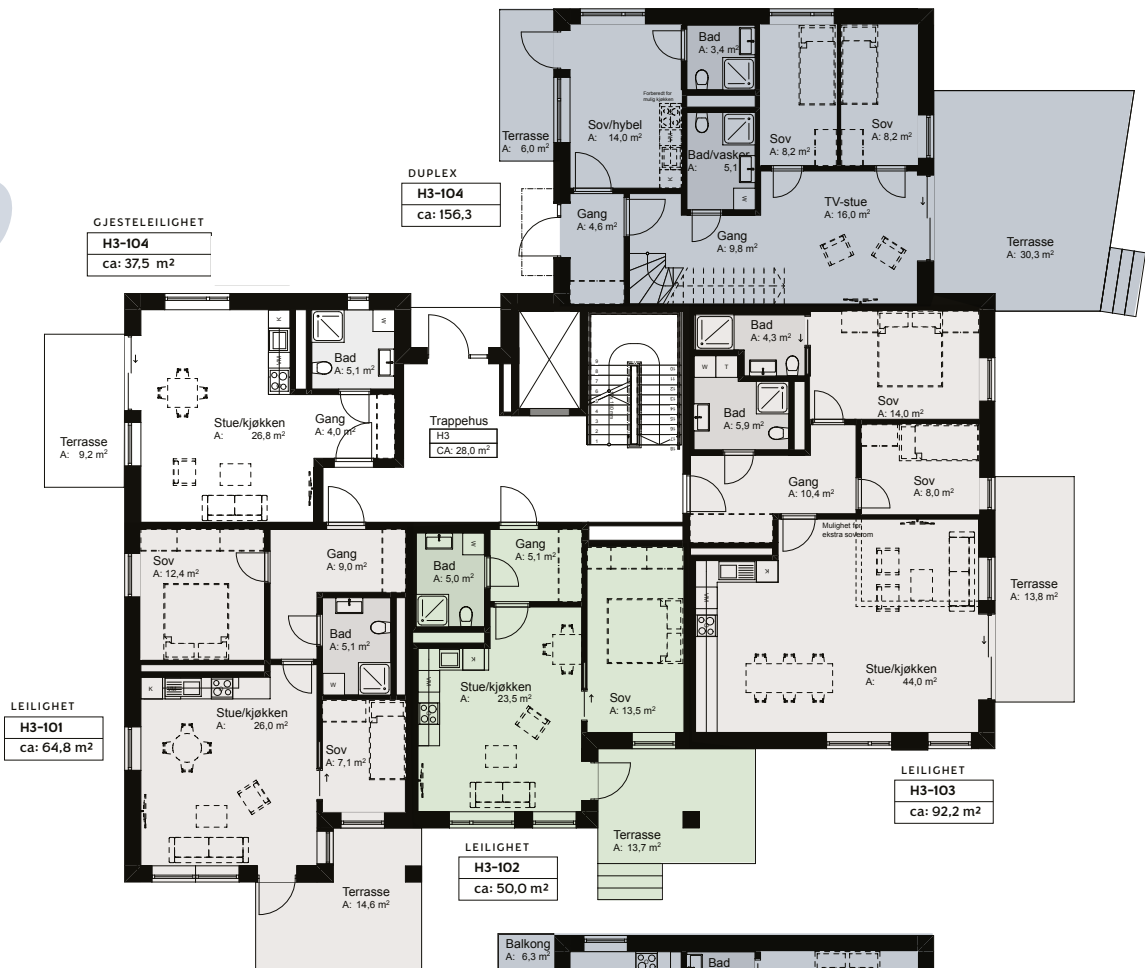 Bad
A: 3,4 m²
Forberedt for
mulig kjøkken
Sov/hybel
A: 14,0 m²
Terrasse
A: 6,0 m²
Sov
A: 8,2 m²
Sov
A: 8,2 m²
Bad/vasker
A: 5,1
K
W
DUPLEX
H3-104
ca: 156,3
Gang
A: 4,6 m²
Gang
A: 9,8 m²
TV-stue
A: 16,0 m²
Terrasse
A: 30,3 m²
GJESTELEILIGHET
H3-104
ca: 37,5 m²
K
VM
W
Bad
A: 5,1 m²
Stue/kjøkken
A: 26,8 m²
Gang
A: 4,0 m²
Terrasse
A: 9,2 m²
Trappehus
H3
CA: 28,0 m²
Bad
A: 4,3 m²
W
T
Bad
A: 5,9 m²
Sov
A: 14,0 m²
Gang
A: 10,4 m²
Sov
A: 8,0 m²
Mulighet for
ekstra soverom
K
VM
Stue/kjøkken
A: 44,0 m²
Terrasse
A: 13,8 m²
Sov
A: 12,4 m²
Gang
A: 9,0 m²
W
Bad
A: 5,0 m²
Gang
A: 5,1 m²
Bad
A: 5,1 m²
W
K
VM
Stue/kjøkken
A: 26,0 m²
Sov
A: 7,1 m²
K
VM
Stue/kjøkken
A: 23,5 m²
Sov
A: 13,5 m²
LEILIGHET
H3-101
ca: 64,8 m²
LEILIGHET
H3-103
ca: 92,2 m²
LEILIGHET
H3-102
ca: 50,0 m²
Terrasse
A: 13,7 m²
Terrasse
A: 14,6 m²
Balkong
A: 6,3 m²
Bad